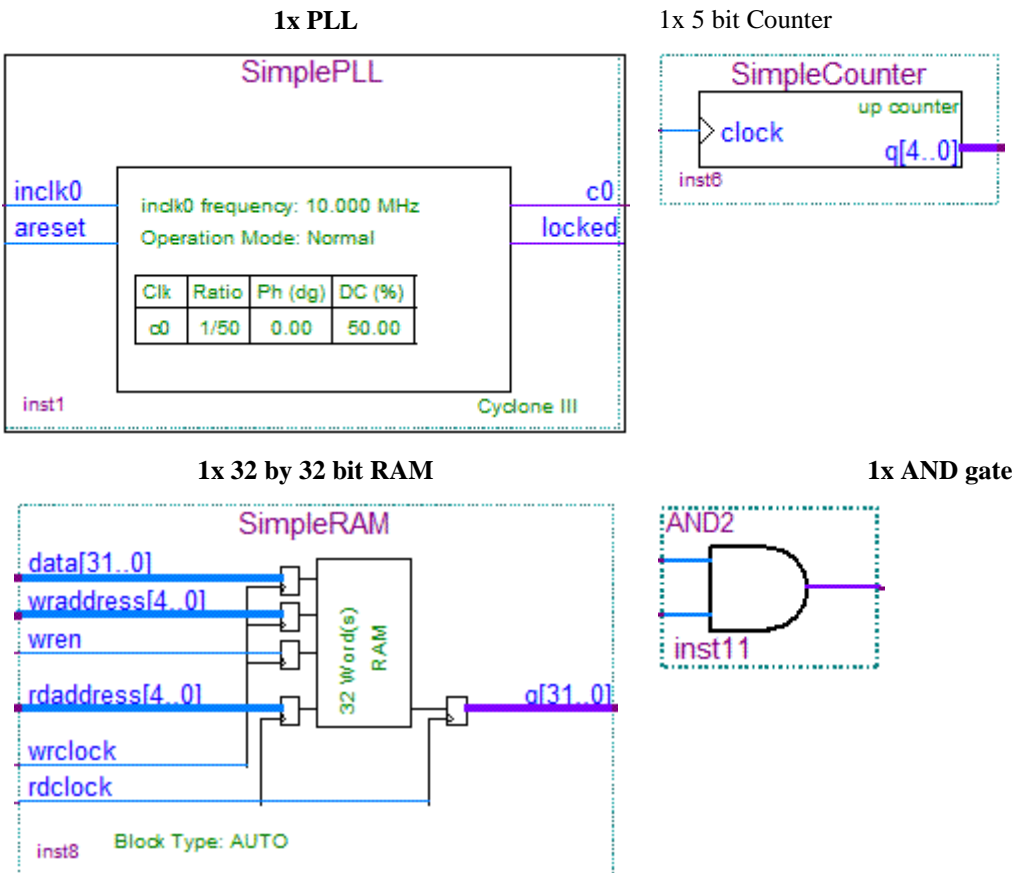 1x PLL
1x 5 bit Counter
SimplePLL
inclk0
areset
inclk0 frequency: 10.000 MHz
Operation Mode: Normal
Clk Ratio Ph (dg) DC (%)
c0 1/50 0.00 50.00
c0
locked
inst1
Cyclone III
SimpleCounter
up counter
clock
q[4..0]
inst6
1x 32 by 32 bit RAM
1x AND gate
SimpleRAM
data[31..0]
wraddress[4..0]
wren
rdaddress[4..0]
wrclock
rdclock
32 Word(s)
RAM
q[31..0]
inst8
Block Type: AUTO
AND2
inst11